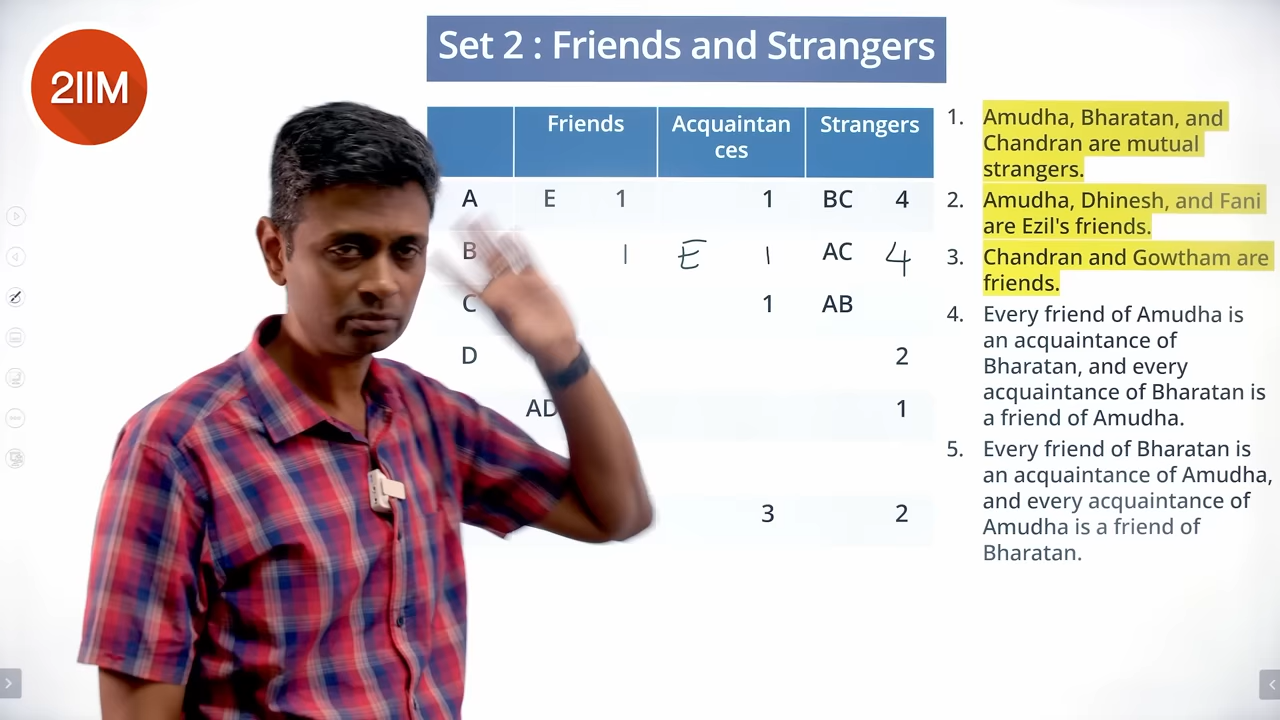 2IIM
Set 2 : Friends and Strangers
Friends Acquaintan Strangers
ces
A E 1 1 BC 4
B 1 E 1 AC 4
C 1 AB
D 2
AD 1
3 2
1. Amudha, Bharatan, and
Chandran are mutual
strangers.
2. Amudha, Dhinesh, and Fani
are Ezil's friends.
3. Chandran and Gowtham are
friends.
4. Every friend of Amudha is
an acquaintance of
Bharatan, and every
acquaintance of Bharatan is
a friend of Amudha.
5. Every friend of Bharatan is
an acquaintance of Amudha,
and every acquaintance of
Amudha is a friend of
Bharatan.